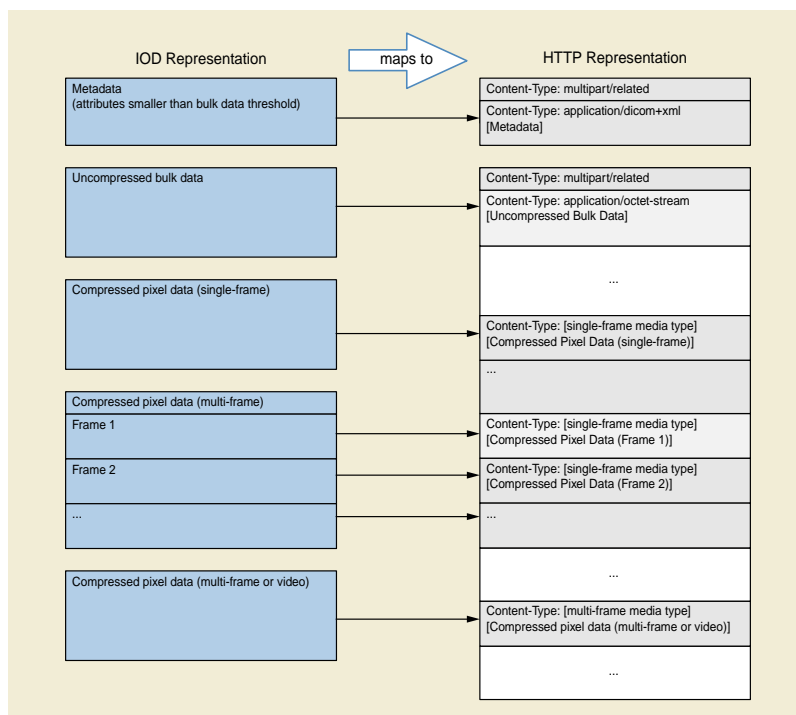 IOD Representation
maps to
HTTP Representation
Metadata
(attributes smaller than bulk data threshold)
Content-Type: multipart/related
Content-Type: application/dicom+xml
[Metadata]
Uncompressed bulk data
Content-Type: multipart/related
Content-Type: application/octet-stream
[Uncompressed Bulk Data]
...
Compressed pixel data (single-frame)
Content-Type: [single-frame media type]
[Compressed Pixel Data (single-frame)]
...
Compressed pixel data (multi-frame)
Frame 1
Content-Type: [single-frame media type]
[Compressed Pixel Data (Frame 1)]
Frame 2
Content-Type: [single-frame media type]
[Compressed Pixel Data (Frame 2)]
...
...
...
Compressed pixel data (multi-frame or video)
Content-Type: [multi-frame media type]
[Compressed pixel data (multi-frame or video)]
...